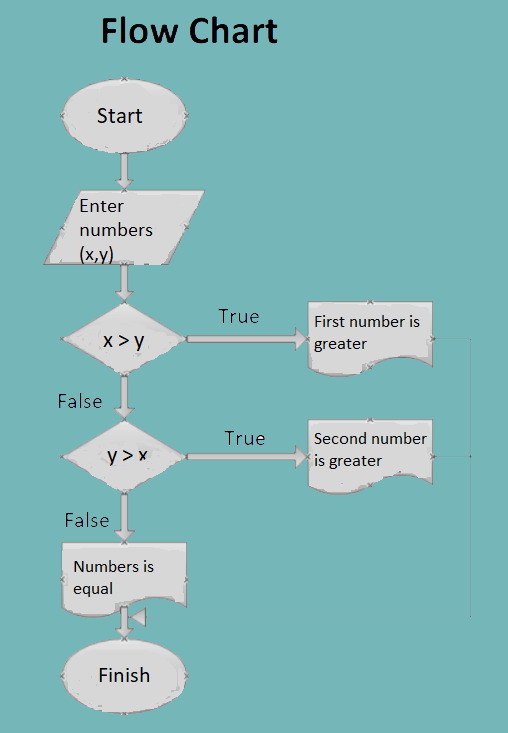 Flow Chart
Start
Enter
numbers
(x,y)
x > y
True
First number is
greater
False
y > x
True
Second number
is greater
False
Numbers is
equal
Finish